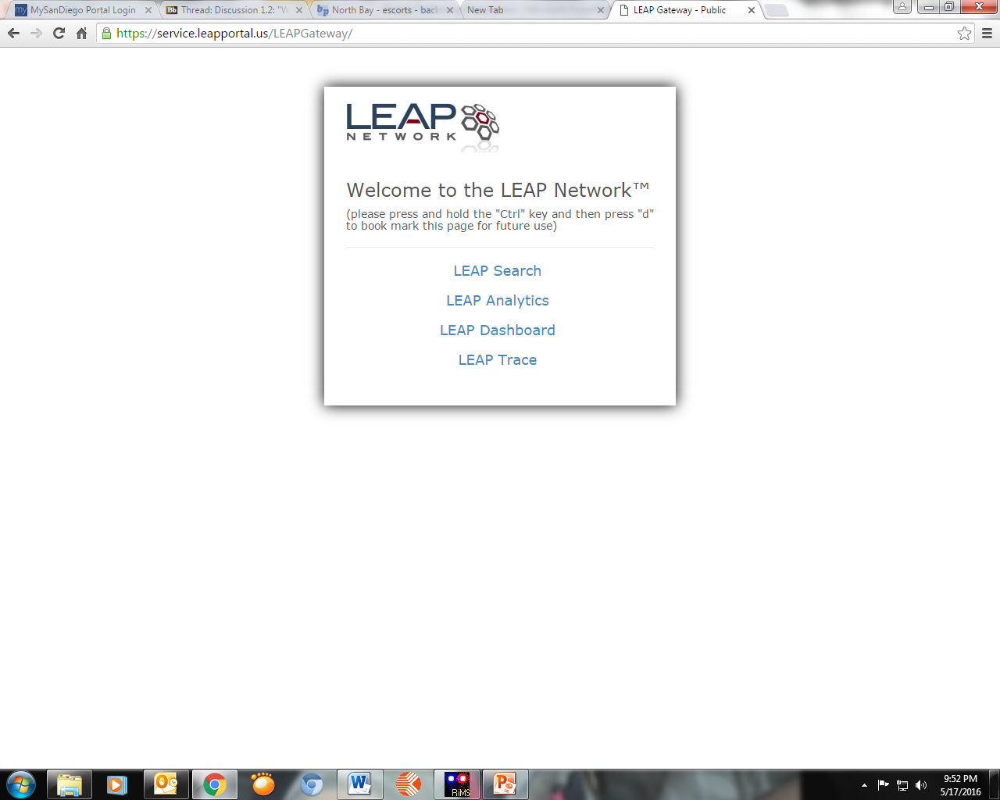 MySanDiego Portal Login
Thread: Discussion 1.2: "W
North Bay - escorts - back
New Tab
LEAP Gateway - Public
https://service.leapportal.us/LEAPGateway/
LEAP
NETWORK
Welcome to the LEAP Network™
(please press and hold the "Ctrl" key and then press "d"
to book mark this page for future use)
LEAP Search
LEAP Analytics
LEAP Dashboard
LEAP Trace
RiMS
9:52 PM
5/17/2016